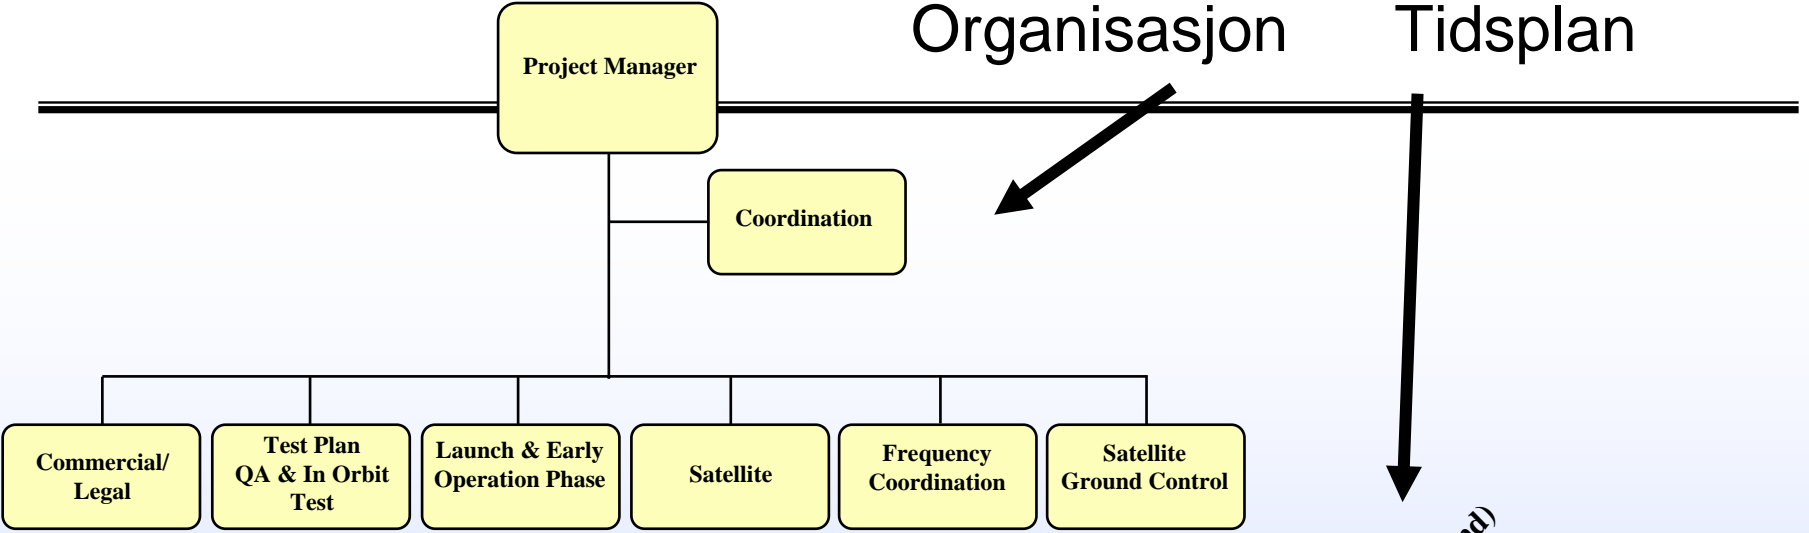 Organisasjon Tidsplan
Project Manager
Coordination
Commercial/
Legal
Test Plan
QA & In Orbit
Test
Launch & Early
Operation Phase
Satellite
Frequency
Coordination
Satellite
Ground Control